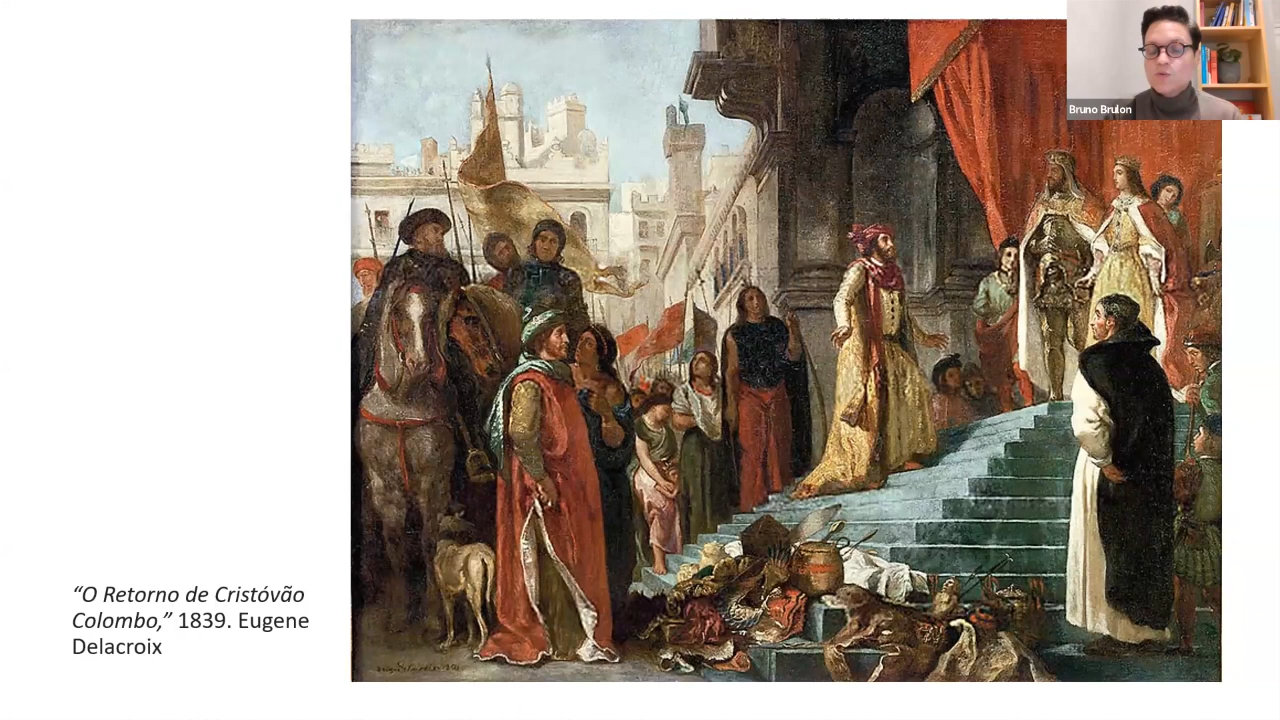 Bruno Brulon
“O Retorno de Cristóvão
Colombo,” 1839. Eugene
Delacroix